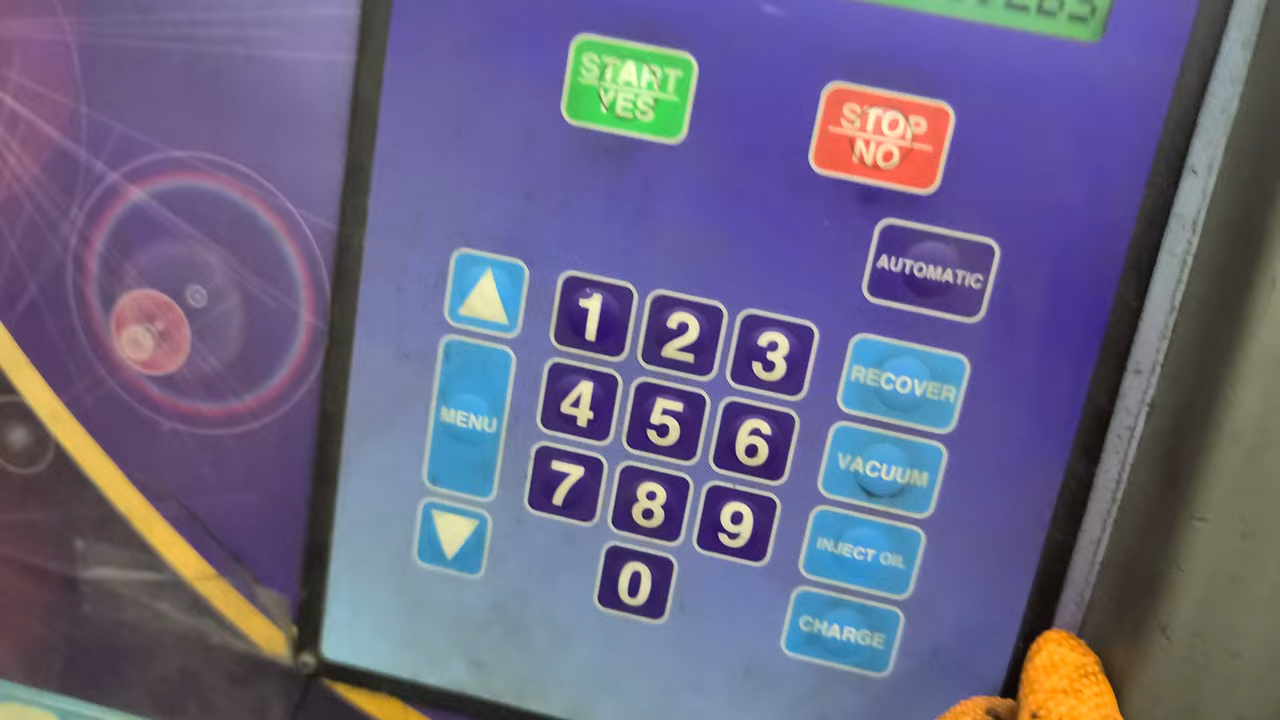 START
YES
STOP
NO
AUTOMATIC
1 2 3
RECOVER
4 5 6
MENU
VACUUM
7 8 9
INJECT OIL
0
CHARGE